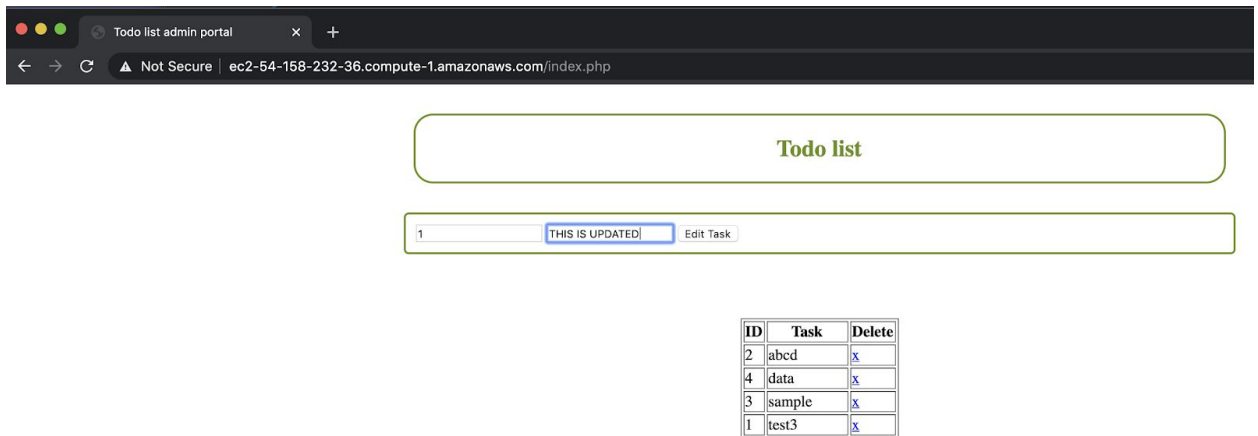 Todo list admin portal
Not Secure ec2-54-158-232-36.compute-1.amazonaws.com/index.php
Todo list
1 THIS IS UPDATED Edit Task
ID Task Delete
2 abcd x
4 data x
3 sample x
1 test3 x